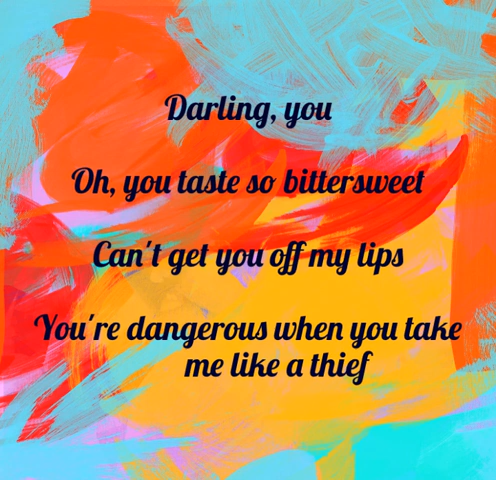 Darling, you
Oh, you taste so bittersweet
Can't get you off my lips
You're dangerous when you take
me like a thief